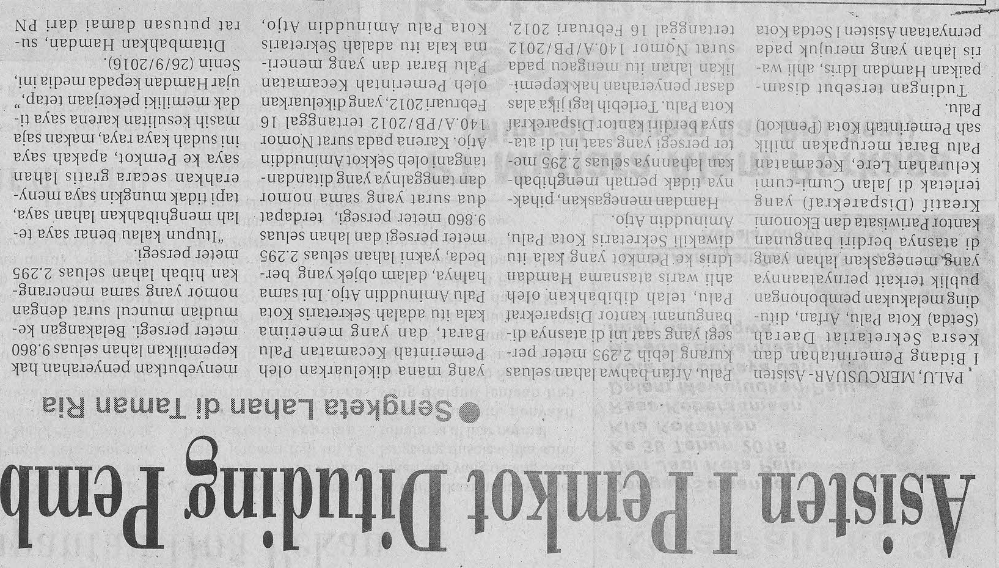 Asisten I Pemkot Dituding Pemb
● Sengketa Lahan di Taman Ria
PALU, MERCUSUAR- Asisten
I Bidang Pemerintahan dan
Kesra Sekretariat Daerah
(Setda) Kota Palu, Arfan, ditu-
ding melakukan pembohongan
publik terkait pernyataannya
yang menegaskan lahan yang
di atasnya berdiri bangunan
kantor Pariwisata dan Ekonomi
Kreatif (Disparekraf) yang
terletak di Jalan Cumi-cumi
Kelurahan Lere, Kecamatan
Palu Barat merupakan milik
sah Pemerintah Kota (Pemkot)
Palu.
Tudingan tersebut disam-
paikan Hamdan Idris, ahli wa-
ris lahan yang merujuk pada
pernyataan Asisten I Setda Kota
Palu, Arfan bahwa lahan seluas
kurang lebih 2.295 meter per-
segi yang saat ini di atasnya di-
bangunani kantor Disparekraf
Palu, telah dihibahkan oleh
ahli waris atasnama Hamdan
Idris ke Pemkot yang kala itu
diwakili Sekretaris Kota Palu,
Aminuddin Atjo.
Hamdan menegaskan, pihak-
nya tidak pernah menghibah-
kan lahannya seluas 2.295 me-
ter persegi yang saat ini di ata-
snya berdiri kantor Disparekraf
Kota Palu. Terlebih lagi jika alas
dasar penyerahan hak kepemi-
likan lahan itu mengacu pada
surat Nomor 140.A/PB/2012
tertanggal 16 Februari 2012,
yang mana dikeluarkan oleh
Pemerintah Kecamatan Palu
Barat, dan yang menerima
kala itu adalah Sekretaris Kota
Palu Aminuddin Atjo. Ini sama
halnya, dalam objek yang ber-
beda, yakni lahan seluas 2.295
meter persegi dan lahan seluas
9.860 meter persegi, terdapat
dua surat yang sama nomor
dan tanggalnya yang ditandan-
tangani oleh Sekkot Aminuddin
Atjo. Karena pada surat Nomor
140.A/PB/2012 tertanggal 16
Februari 2012, yang dikeluarkan
oleh Pemerintah Kecamatan
Palu Barat dan yang meneri-
ma kala itu adalah Sekretaris
Kota Palu Aminuddin Atjo,
menyebutkan penyerahan hak
kepemilikan lahan seluas 9.860
meter persegi. Belakangan ke-
mudian muncul surat dengan
nomor yang sama menerang-
kan hibah lahan seluas 2.295
meter persegi.
"Itupun kalau benar saya te-
lah menghibahkan lahan saya,
tapi tidak mungkin saya meny-
erahkan secara gratis lahan
saya ke Pemkot, apakah saya
ini sudah kaya raya, makan saja
masih kesulitan karena saya ti-
dak memiliki pekerjaan tetap,"
ujar Hamdan kepada media ini,
Senin (26/9/2016).
Ditambahkan Hamdan, su-
rat putusan damai dari PN